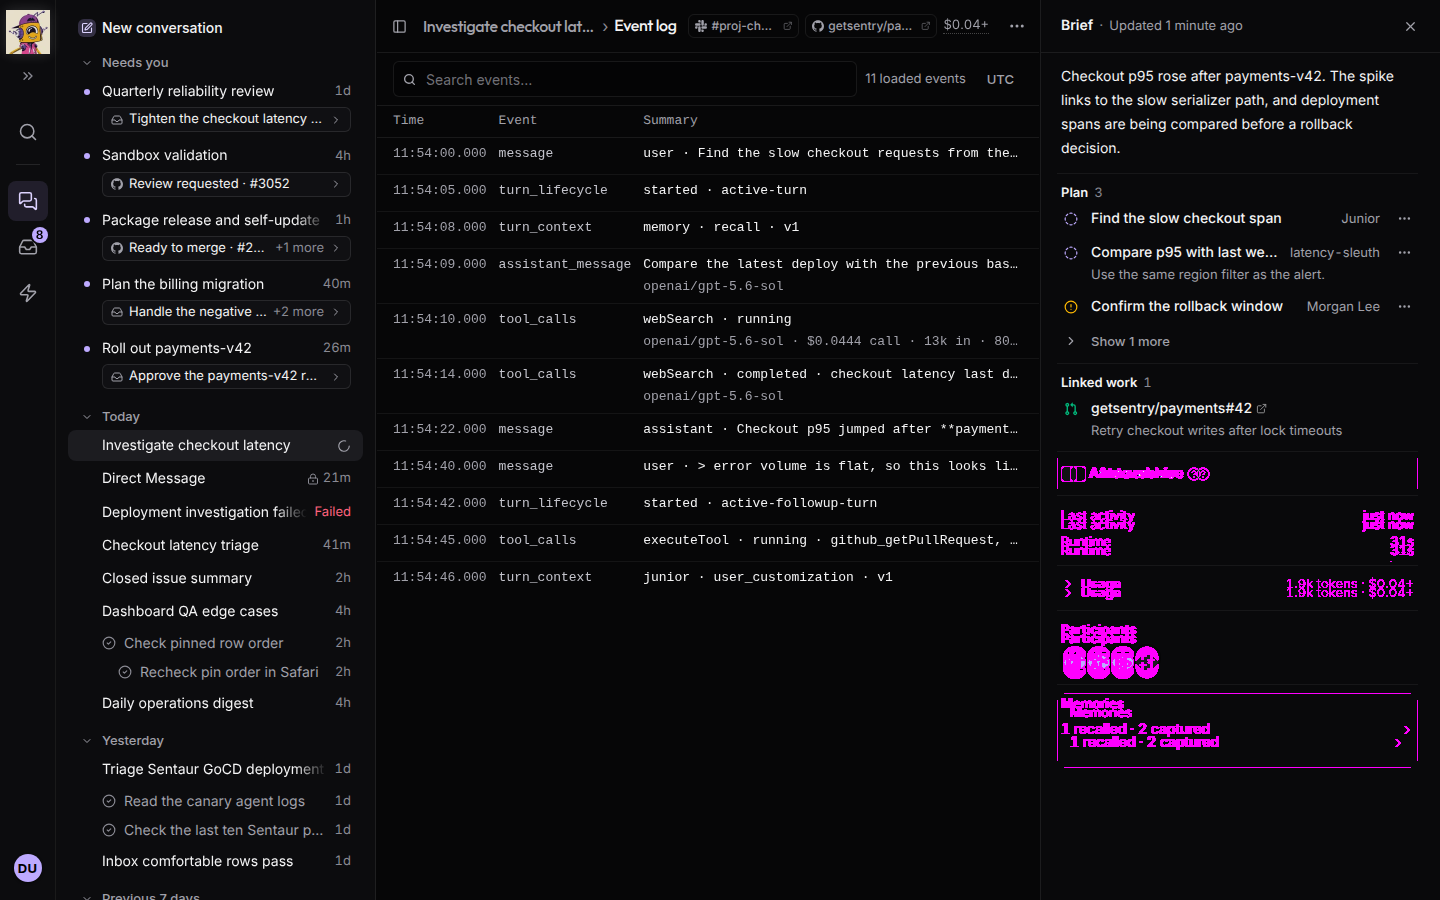 New conversation
Needs you
Quarterly reliability review 1d
Tighten the checkout latency ...
Sandbox validation 4h
Review requested · #3052
Package release and self-update 1h
Ready to merge · #2... +1 more
8
Plan the billing migration 40m
Handle the negative ... +2 more
Roll out payments-v42 26m
Approve the payments-v42 r...
Today
Investigate checkout latency
Direct Message 21m
Deployment investigation failed Failed
Checkout latency triage 41m
Closed issue summary 2h
Dashboard QA edge cases 4h
Check pinned row order 2h
Recheck pin order in Safari 2h
Daily operations digest 4h
Yesterday
Triage Sentaur GoCD deployment 1d
Read the canary agent logs 1d
Check the last ten Sentaur p... 1d
Inbox comfortable rows pass 1d
Previous 7 days
DU
Investigate checkout lat... › Event log #proj-ch... getsentry/pa... $0.04+
Search events... 11 loaded events UTC
Time Event Summary
11:54:00.000 message user · Find the slow checkout requests from the…
11:54:05.000 turn_lifecycle started · active-turn
11:54:08.000 turn_context memory · recall · v1
11:54:09.000 assistant_message Compare the latest deploy with the previous bas…
openai/gpt-5.6-sol
11:54:10.000 tool_calls webSearch · running
openai/gpt-5.6-sol · $0.0444 call · 13k in · 80…
11:54:14.000 tool_calls webSearch · completed · checkout latency last d…
openai/gpt-5.6-sol
11:54:22.000 message assistant · Checkout p95 jumped after **payment…
11:54:40.000 message user · > error volume is flat, so this looks li…
11:54:42.000 turn_lifecycle started · active-followup-turn
11:54:45.000 tool_calls executeTool · running · github_getPullRequest, …
11:54:46.000 turn_context junior · user_customization · v1
Brief · Updated 1 minute ago
Checkout p95 rose after payments-v42. The spike
links to the slow serializer path, and deployment
spans are being compared before a rollback
decision.
Plan 3
Find the slow checkout span Junior
Compare p95 with last we... latency-sleuth
Use the same region filter as the alert.
Confirm the rollback window Morgan Lee
Show 1 more
Linked work 1
getsentry/payments#42
Retry checkout writes after lock timeouts
Last activity just now
Last activity just now
Runtime 31s
Runtime 31s
Usage 1.9k tokens · $0.04+
Usage 1.9k tokens · $0.04+
Participants
Participants
Memories
Memories
1 recalled · 2 captured
1 recalled · 2 captured